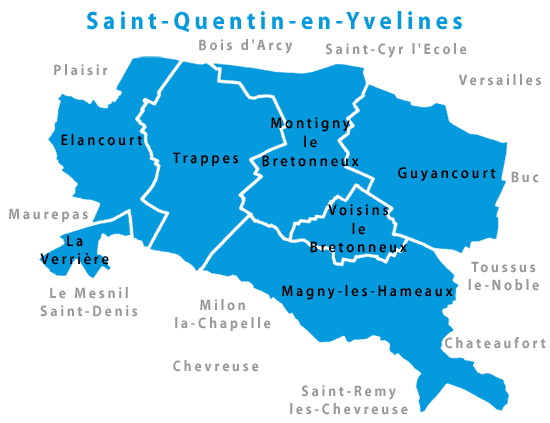 Saint-Quentin-en-Yvelines
Bois d'Arcy
Saint-Cyr l'Ecole
Plaisir
Versailles
Montigny
le
Bretonneux
Elancourt
Trappes
Guyancourt
Buc
Maurepas
Voisins
le
Bretonneux
La
Verrière
Toussus
le-Noble
Le Mesnil
Saint-Denis
Magny-les-Hameaux
Milon
la-Chapelle
Chateaufort
Chevreuse
Saint-Remy
les-Chevreuse